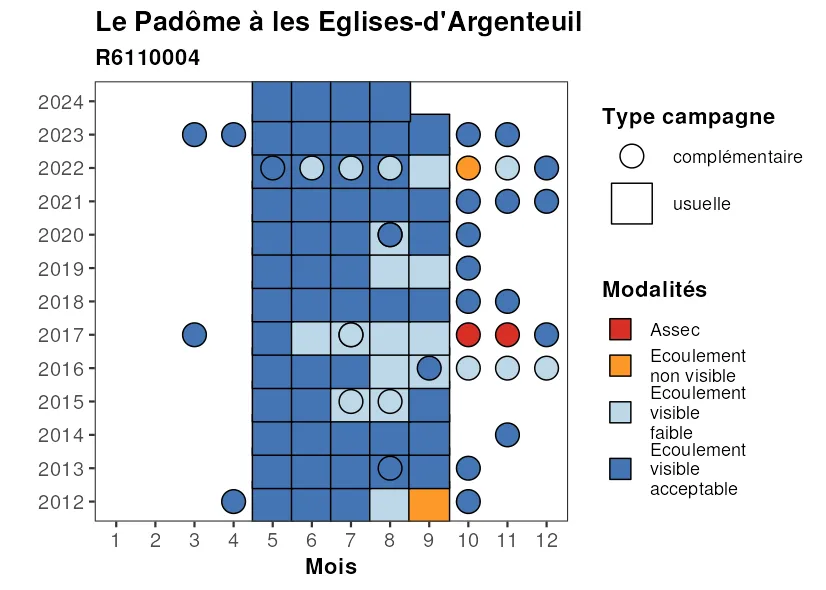 Le Padôme à les Eglises-d'Argenteuil
R6110004
2024
2023
2022
2021
2020
2019
2018
2017
2016
2015
2014
2013
2012
1 2 3 4 5 6 7 8 9 10 11 12
Mois
Type campagne
complémentaire
usuelle
Modalités
Assec
Ecoulement
non visible
Ecoulement
visible
faible
Ecoulement
visible
acceptable